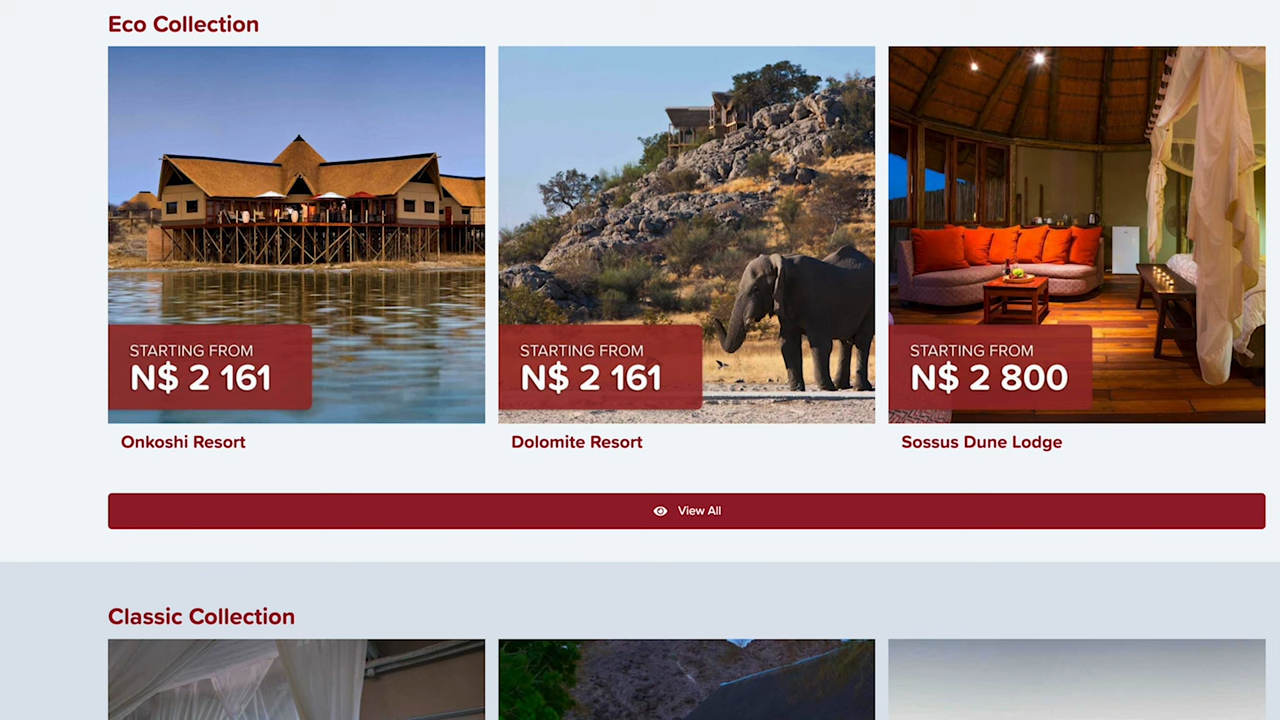 Eco Collection
STARTING FROM
N$ 2 161
STARTING FROM
N$ 2 161
STARTING FROM
N$ 2 800
Onkoshi Resort
Dolomite Resort
Sossus Dune Lodge
View All
Classic Collection